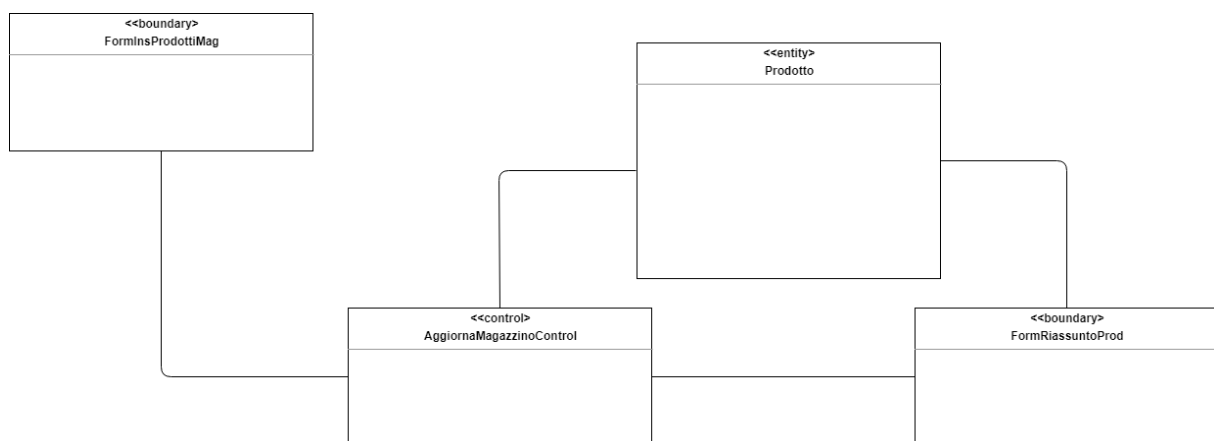 <<boundary>
FormInsProdottiMag
<<entity>
Prodotto
<<control>
AggiornaMagazzinoControl
<<boundary>
FormRiassuntoProd